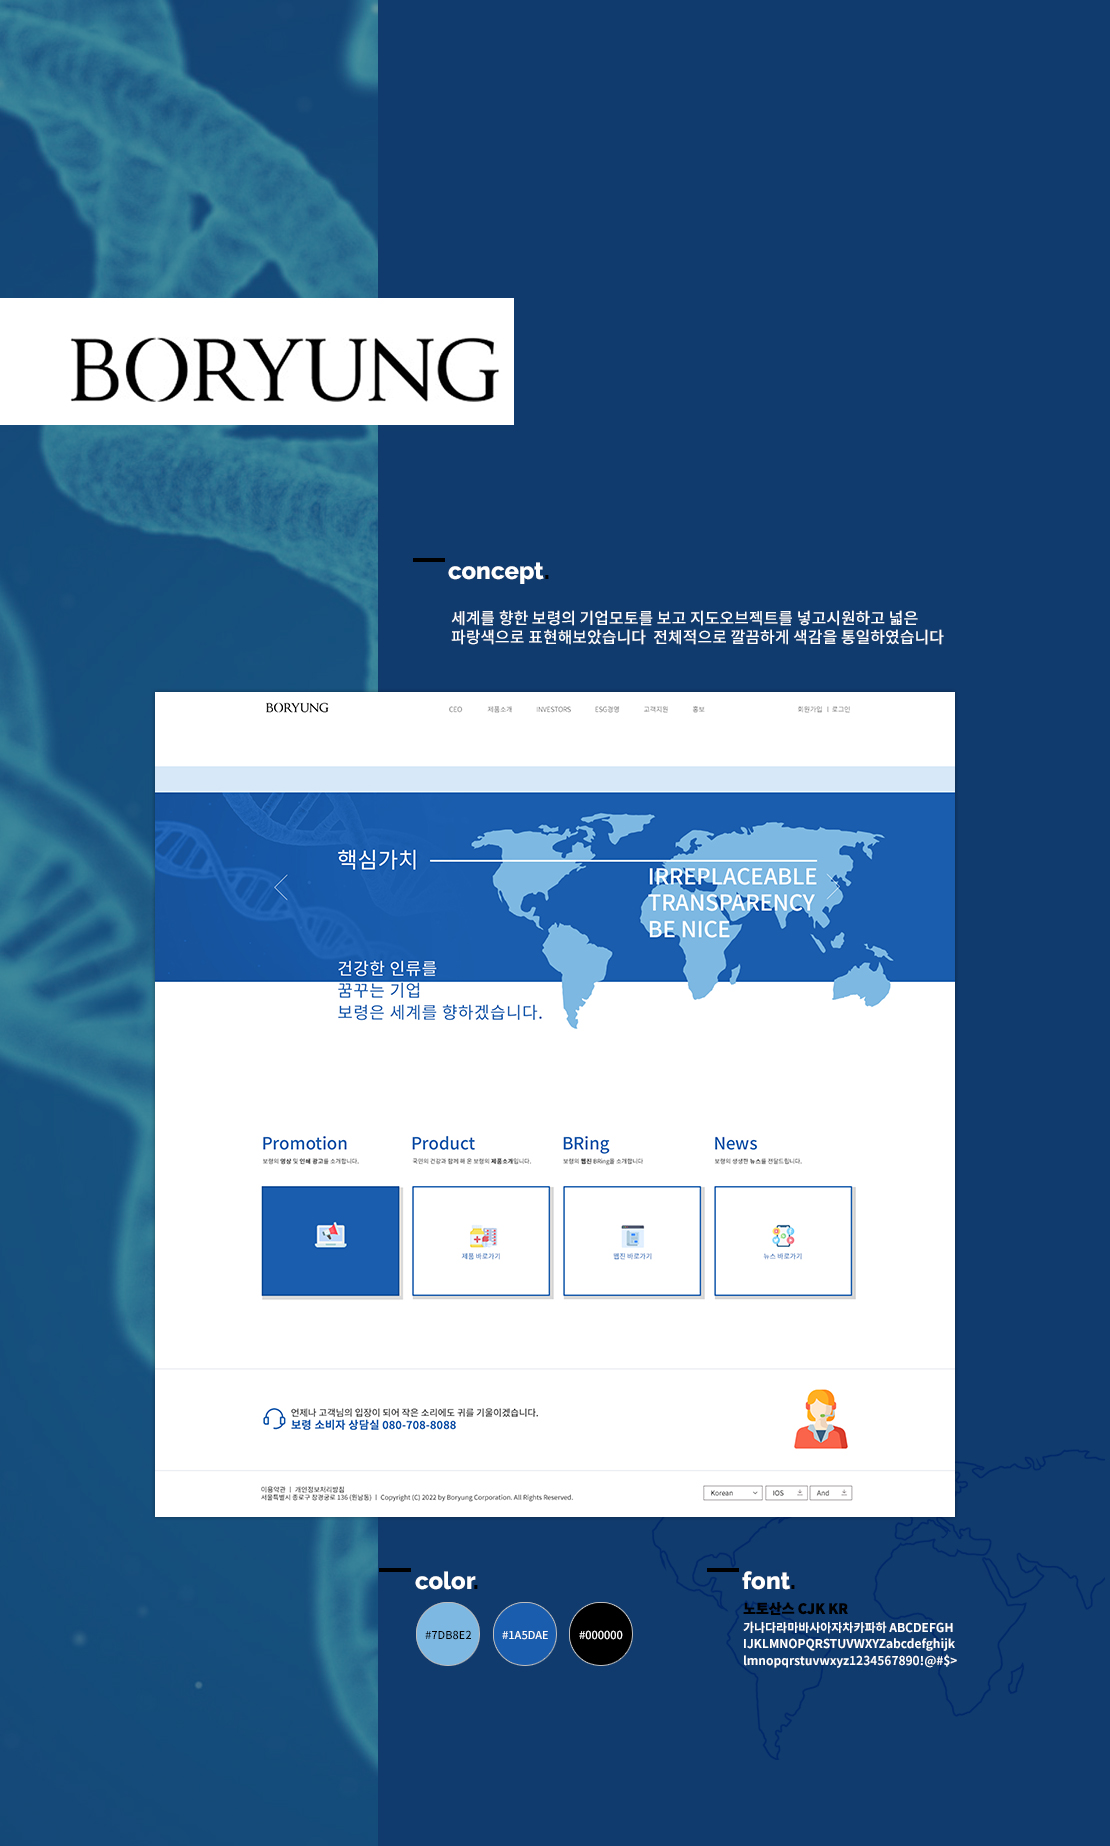 BORYUNG
concept.
세계를 향한 보령의 기업모토를 보고 지도오브젝트를 넣고시원하고 넓은
파랑색으로 표현해보았습니다 전체적으로 깔끔하게 색감을 통일하였습니다
BORYUNG
CEO 제품소개 INVESTORS ESG경영 고객지원 홍보 회원가입 | 로그인
핵심가치
IRREPLACEABLE
TRANSPARENCY
BE NICE
건강한 인류를
꿈꾸는 기업
보령은 세계를 향하겠습니다.
Promotion Product BRing News
보령의 영상 및 인쇄 광고를 소개합니다. 국민의 건강과 함께 해 온 보령의 제품소개입니다. 보령의 웹진 BRing을 소개합니다 보령의 생생한 뉴스를 전달드립니다.
제품 바로가기 웹진 바로가기 뉴스 바로가기
언제나 고객님의 입장이 되어 작은 소리에도 귀를 기울이겠습니다.
보령 소비자 상담실 080-708-8088
이용약관 | 개인정보처리방침
서울특별시 종로구 창경궁로 136 (원남동) | Copyright (C) 2022 by Boryung Corporation. All Rights Reserved.
Korean IOS And
color. font.
#7DB8E2 #1A5DAE #000000
노토산스 CJK KR
가나다라마바사아자차카파하 ABCDEFGH
IJKLMNOPQRSTUVWXYZabcdefghijk
lmnopqrstuvwxyz1234567890!@#$>